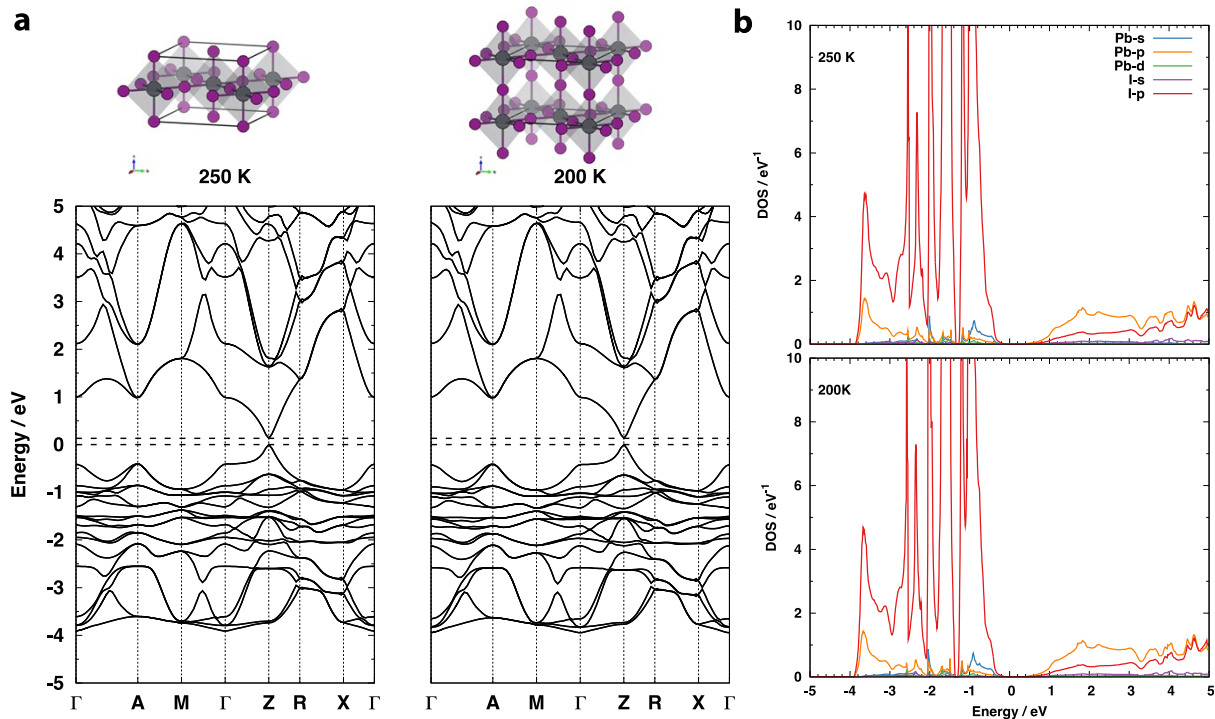 a
250 K
200 K
Energy / eV
5
4
3
2
1
0
-1
-2
-3
-4
-5
Γ A M Γ Z R X Γ
Γ A M Γ Z R X Γ
b
DOS / eV⁻¹
10
8
6
4
2
0
250 K
Pb-s
Pb-p
Pb-d
I-s
I-p
DOS / eV⁻¹
10
8
6
4
2
0
200K
-5 -4 -3 -2 -1 0 1 2 3 4 5
Energy / eV